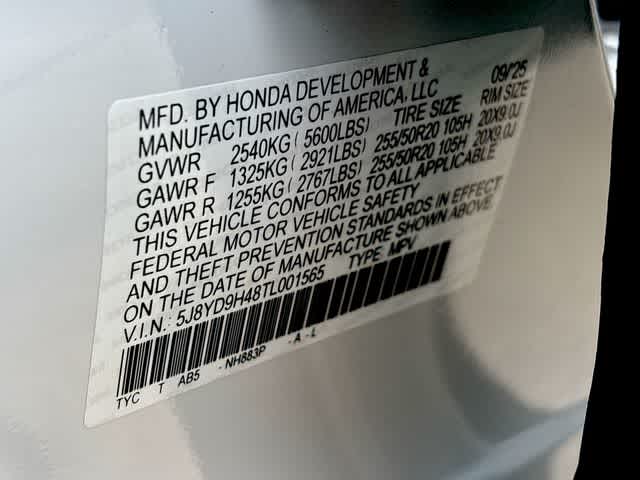 MFD. BY HONDA DEVELOPMENT & 09/25
MANUFACTURING OF AMERICA, LLC
GVWR 2540KG ( 5600LBS) TIRE SIZE RIM SIZE
GAWR F 1325KG ( 2921LBS) 255/50R20 105H 20X9.0J
GAWR R 1255KG ( 2767LBS) 255/50R20 105H 20X9.0J
THIS VEHICLE CONFORMS TO ALL APPLICABLE
FEDERAL MOTOR VEHICLE SAFETY
AND THEFT PREVENTION STANDARDS IN EFFECT
ON THE DATE OF MANUFACTURE SHOWN ABOVE.
V.I.N.: 5J8YD9H48TL001565 TYPE MPV
TYC T AB5 - NH883P - A - L